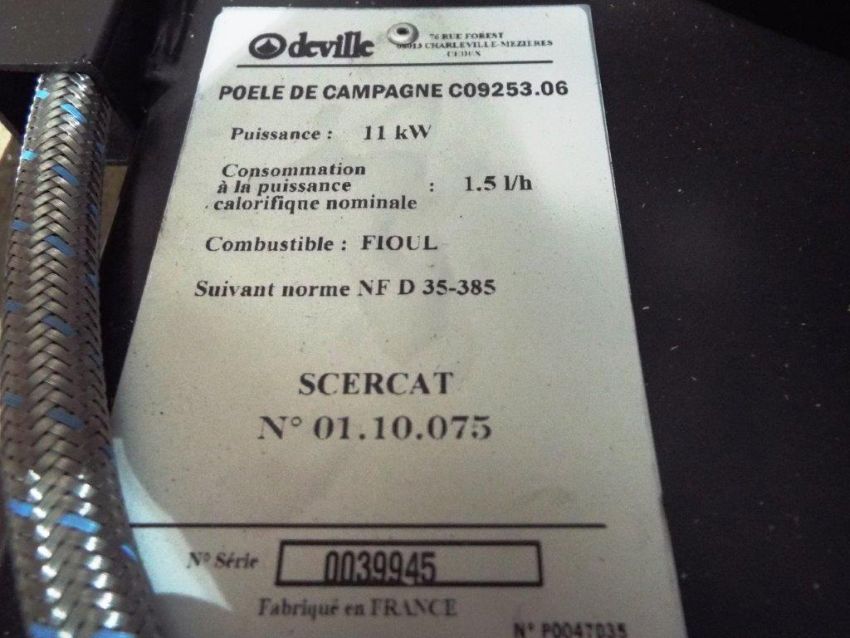 deville
76 RUE FOREST
08013 CHARLEVILLE-MEZIERES
CEDEX
POELE DE CAMPAGNE C09253.06
Puissance : 11 kW
Consommation
à la puissance : 1.5 l/h
calorifique nominale
Combustible : FIOUL
Suivant norme NF D 35-385
SCERCAT
N° 01.10.075
N° Série 0039945
Fabriqué en FRANCE
N° P0047035